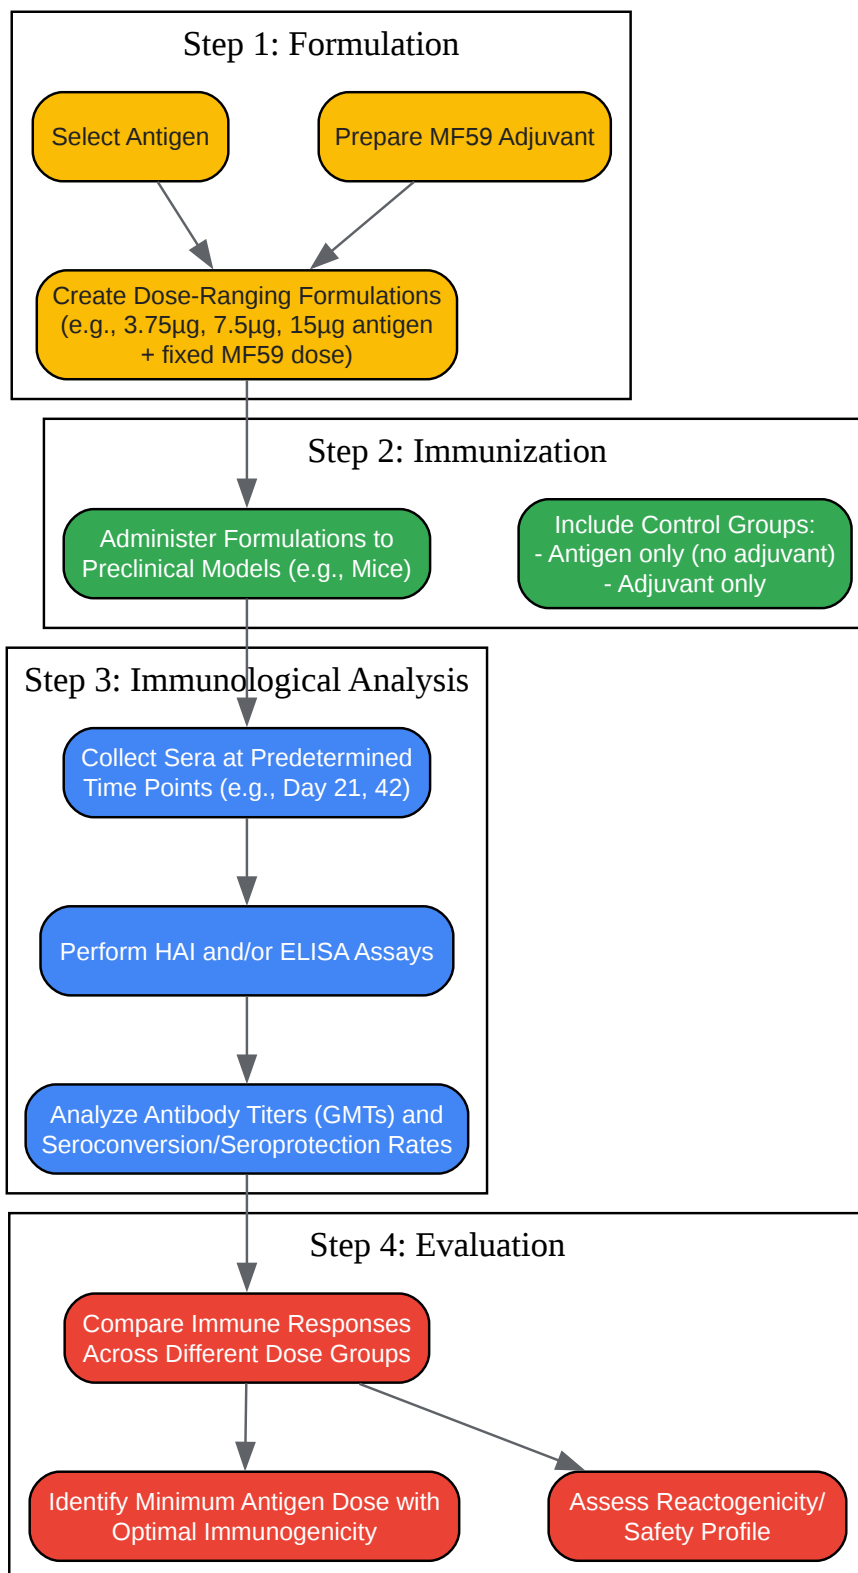 Step 1: Formulation
Select Antigen
Prepare MF59 Adjuvant
Create Dose-Ranging Formulations
(e.g., 3.75µg, 7.5µg, 15µg antigen
+ fixed MF59 dose)
Step 2: Immunization
Administer Formulations to
Preclinical Models (e.g., Mice)
Include Control Groups:
- Antigen only (no adjuvant)
- Adjuvant only
Step 3: Immunological Analysis
Collect Sera at Predetermined
Time Points (e.g., Day 21, 42)
Perform HAI and/or ELISA Assays
Analyze Antibody Titers (GMTs) and
Seroconversion/Seroprotection Rates
Step 4: Evaluation
Compare Immune Responses
Across Different Dose Groups
Identify Minimum Antigen Dose with
Optimal Immunogenicity
Assess Reactogenicity/
Safety Profile